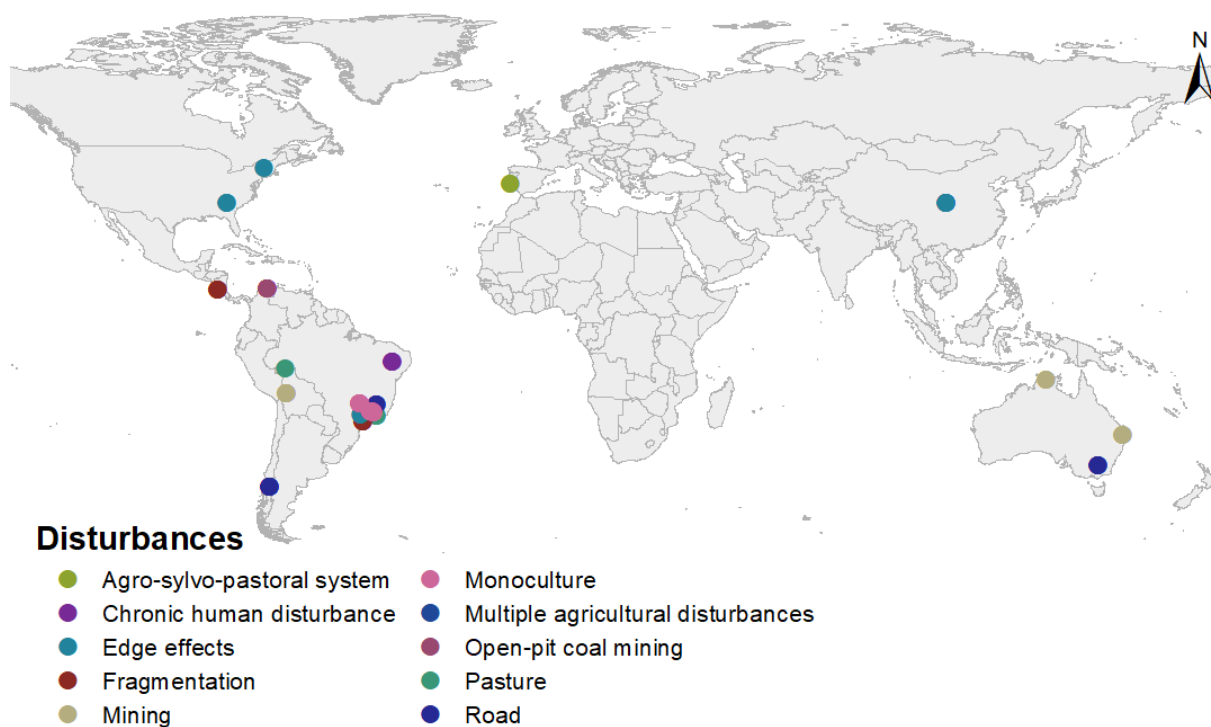 N
Disturbances
Agro-sylvo-pastoral system
Chronic human disturbance
Edge effects
Fragmentation
Mining
Monoculture
Multiple agricultural disturbances
Open-pit coal mining
Pasture
Road